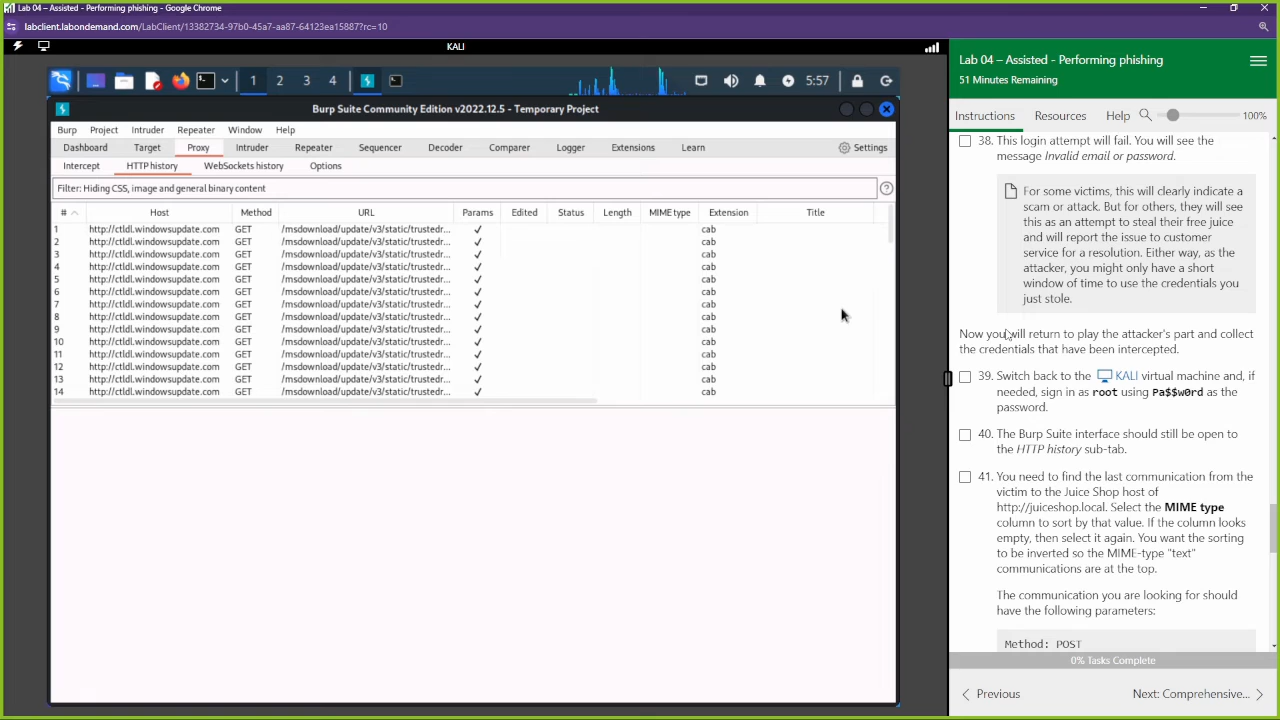 Lab 04 – Assisted - Performing phishing - Google Chrome
labclient.labondemand.com/LabClient/13382734-97b0-45a7-aa87-64123ea15887?rc=10
KALI
1 2 3 4 5:57
Burp Suite Community Edition v2022.12.5 - Temporary Project
Burp Project Intruder Repeater Window Help
Dashboard Target Proxy Intruder Repeater Sequencer Decoder Comparer Logger Extensions Learn Settings
Intercept HTTP history WebSockets history Options
Filter: Hiding CSS, image and general binary content ?
# Host Method URL Params Edited Status Length MIME type Extension Title
1 http://ctldl.windowsupdate.com GET /msdownload/update/v3/static/trustedr... ✓ cab
2 http://ctldl.windowsupdate.com GET /msdownload/update/v3/static/trustedr... ✓ cab
3 http://ctldl.windowsupdate.com GET /msdownload/update/v3/static/trustedr... ✓ cab
4 http://ctldl.windowsupdate.com GET /msdownload/update/v3/static/trustedr... ✓ cab
5 http://ctldl.windowsupdate.com GET /msdownload/update/v3/static/trustedr... ✓ cab
6 http://ctldl.windowsupdate.com GET /msdownload/update/v3/static/trustedr... ✓ cab
7 http://ctldl.windowsupdate.com GET /msdownload/update/v3/static/trustedr... ✓ cab
8 http://ctldl.windowsupdate.com GET /msdownload/update/v3/static/trustedr... ✓ cab
9 http://ctldl.windowsupdate.com GET /msdownload/update/v3/static/trustedr... ✓ cab
10 http://ctldl.windowsupdate.com GET /msdownload/update/v3/static/trustedr... ✓ cab
11 http://ctldl.windowsupdate.com GET /msdownload/update/v3/static/trustedr... ✓ cab
12 http://ctldl.windowsupdate.com GET /msdownload/update/v3/static/trustedr... ✓ cab
13 http://ctldl.windowsupdate.com GET /msdownload/update/v3/static/trustedr... ✓ cab
14 http://ctldl.windowsupdate.com GET /msdownload/update/v3/static/trustedr... ✓ cab
Lab 04 – Assisted - Performing phishing
51 Minutes Remaining
Instructions Resources Help 100%
38. This login attempt will fail. You will see the
message Invalid email or password.
For some victims, this will clearly indicate a
scam or attack. But for others, they will see
this as an attempt to steal their free juice
and will report the issue to customer
service for a resolution. Either way, as the
attacker, you might only have a short
window of time to use the credentials you
just stole.
Now you will return to play the attacker's part and collect
the credentials that have been intercepted.
39. Switch back to the KALI virtual machine and, if
needed, sign in as root using Pa$$w0rd as the
password.
40. The Burp Suite interface should still be open to
the HTTP history sub-tab.
41. You need to find the last communication from the
victim to the Juice Shop host of
http://juiceshop.local. Select the MIME type
column to sort by that value. If the column looks
empty, then select it again. You want the sorting
to be inverted so the MIME-type "text"
communications are at the top.
The communication you are looking for should
have the following parameters:
Method: POST
0% Tasks Complete
Previous Next: Comprehensive...